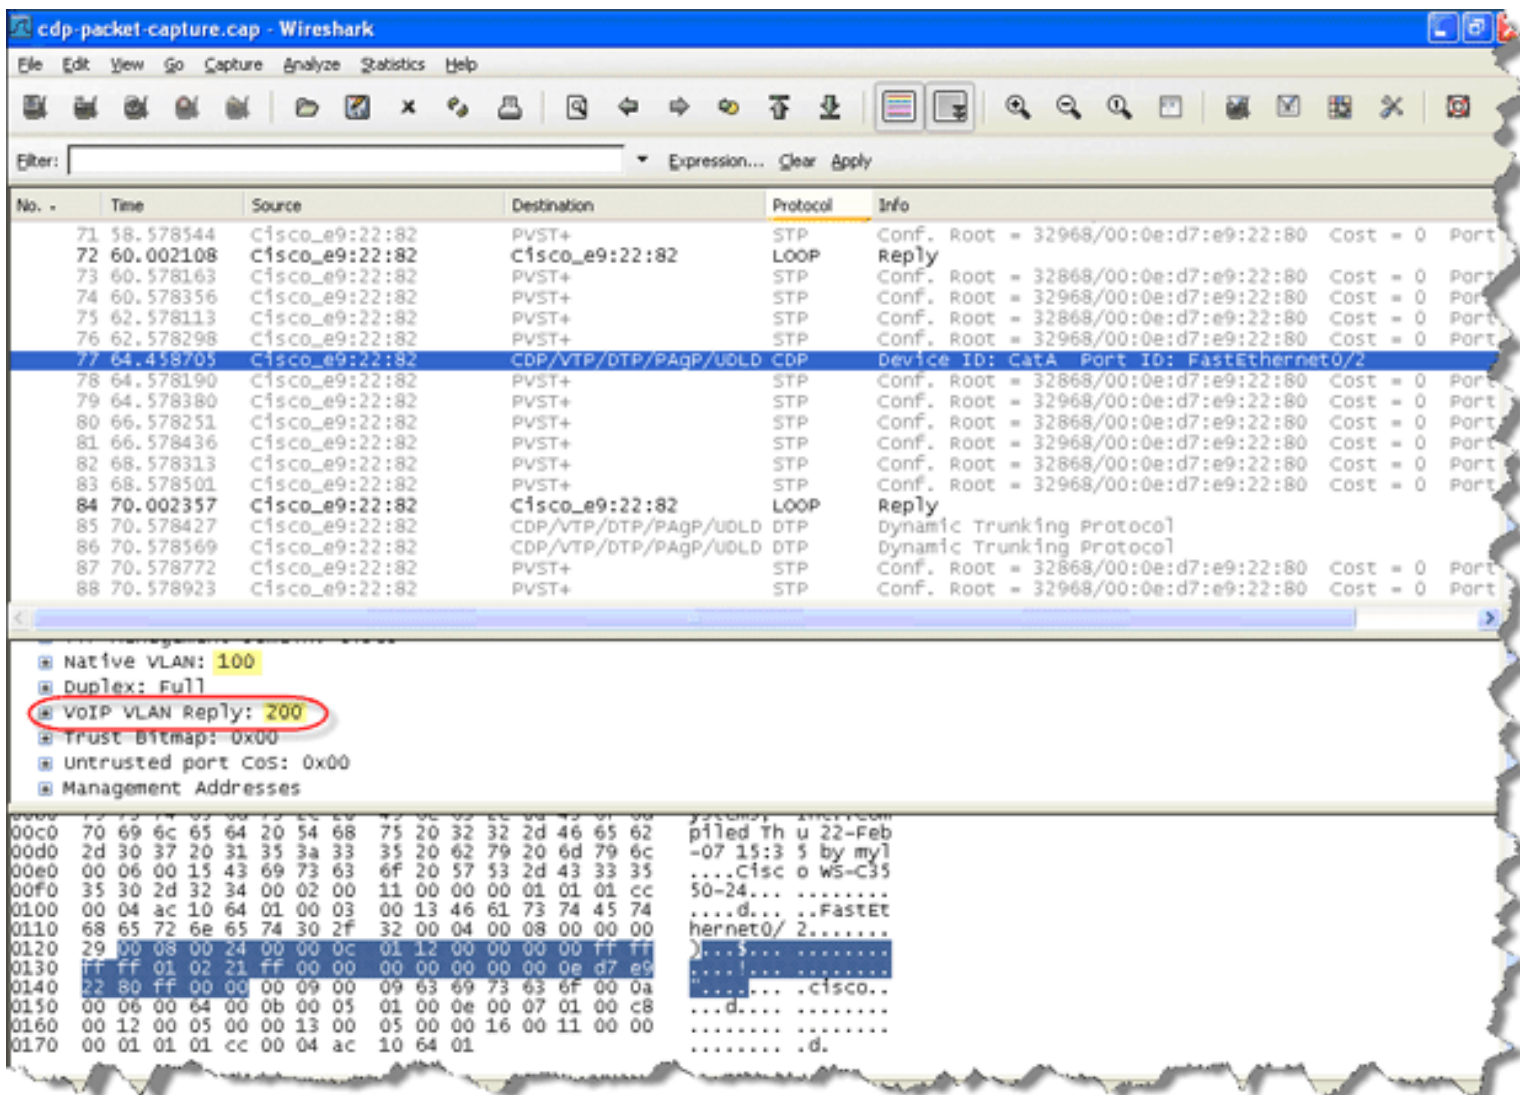 cdp-packet-capture.cap - Wireshark
File Edit View Go Capture Analyze Statistics Help
Filter: Expression... Clear Apply
No. - Time Source Destination Protocol Info
71 58.578544 Cisco_e9:22:82 PVST+ STP Conf. Root = 32968/00:0e:d7:e9:22:80 Cost = 0 Port
72 60.002108 Cisco_e9:22:82 Cisco_e9:22:82 LOOP Reply
73 60.578163 Cisco_e9:22:82 PVST+ STP Conf. Root = 32868/00:0e:d7:e9:22:80 Cost = 0 Port
74 60.578356 Cisco_e9:22:82 PVST+ STP Conf. Root = 32968/00:0e:d7:e9:22:80 Cost = 0 Port
75 62.578113 Cisco_e9:22:82 PVST+ STP Conf. Root = 32868/00:0e:d7:e9:22:80 Cost = 0 Port
76 62.578298 Cisco_e9:22:82 PVST+ STP Conf. Root = 32968/00:0e:d7:e9:22:80 Cost = 0 Port
77 64.458705 Cisco_e9:22:82 CDP/VTP/DTP/PAgP/UDLD CDP Device ID: CatA Port ID: FastEthernet0/2
78 64.578190 Cisco_e9:22:82 PVST+ STP Conf. Root = 32868/00:0e:d7:e9:22:80 Cost = 0 Port
79 64.578380 Cisco_e9:22:82 PVST+ STP Conf. Root = 32968/00:0e:d7:e9:22:80 Cost = 0 Port
80 66.578251 Cisco_e9:22:82 PVST+ STP Conf. Root = 32868/00:0e:d7:e9:22:80 Cost = 0 Port
81 66.578436 Cisco_e9:22:82 PVST+ STP Conf. Root = 32968/00:0e:d7:e9:22:80 Cost = 0 Port
82 68.578313 Cisco_e9:22:82 PVST+ STP Conf. Root = 32868/00:0e:d7:e9:22:80 Cost = 0 Port
83 68.578501 Cisco_e9:22:82 PVST+ STP Conf. Root = 32968/00:0e:d7:e9:22:80 Cost = 0 Port
84 70.002357 Cisco_e9:22:82 Cisco_e9:22:82 LOOP Reply
85 70.578427 Cisco_e9:22:82 CDP/VTP/DTP/PAgP/UDLD DTP Dynamic Trunking Protocol
86 70.578569 Cisco_e9:22:82 CDP/VTP/DTP/PAgP/UDLD DTP Dynamic Trunking Protocol
87 70.578772 Cisco_e9:22:82 PVST+ STP Conf. Root = 32868/00:0e:d7:e9:22:80 Cost = 0 Port
88 70.578923 Cisco_e9:22:82 PVST+ STP Conf. Root = 32968/00:0e:d7:e9:22:80 Cost = 0 Port
Native VLAN: 100
Duplex: Full
VoIP VLAN Reply: 200
Trust Bitmap: 0x00
Untrusted port CoS: 0x00
Management Addresses
00c0 70 69 6c 65 64 20 54 68 75 20 32 32 2d 46 65 62 piled Th u 22-Feb
00d0 2d 30 37 20 31 35 3a 33 35 20 62 79 20 6d 79 6c -07 15:3 5 by myl
00e0 00 06 00 15 43 69 73 63 6f 20 57 53 2d 43 33 35 ....Cisc o WS-C35
00f0 35 30 2d 32 34 00 02 00 11 00 00 00 01 01 01 cc 50-24... ........
0100 00 04 ac 10 64 01 00 03 00 13 46 61 73 74 45 74 ....d... ..FastEt
0110 68 65 72 6e 65 74 30 2f 32 00 04 00 08 00 00 00 hernet0/ 2.......
0120 29 00 08 00 24 00 00 0c 01 12 00 00 00 00 ff ff )...$... ........
0130 ff ff 01 02 21 ff 00 00 00 00 00 00 00 0e d7 e9 ....!... ........
0140 22 80 ff 00 00 00 09 00 09 63 69 73 63 6f 00 0a "....... .cisco..
0150 00 06 00 64 00 0b 00 05 01 00 0e 00 07 01 00 c8 ...d.... ........
0160 00 12 00 05 00 00 13 00 05 00 00 16 00 11 00 00 ........ ........
0170 00 01 01 01 cc 00 04 ac 10 64 01 ........ .d.